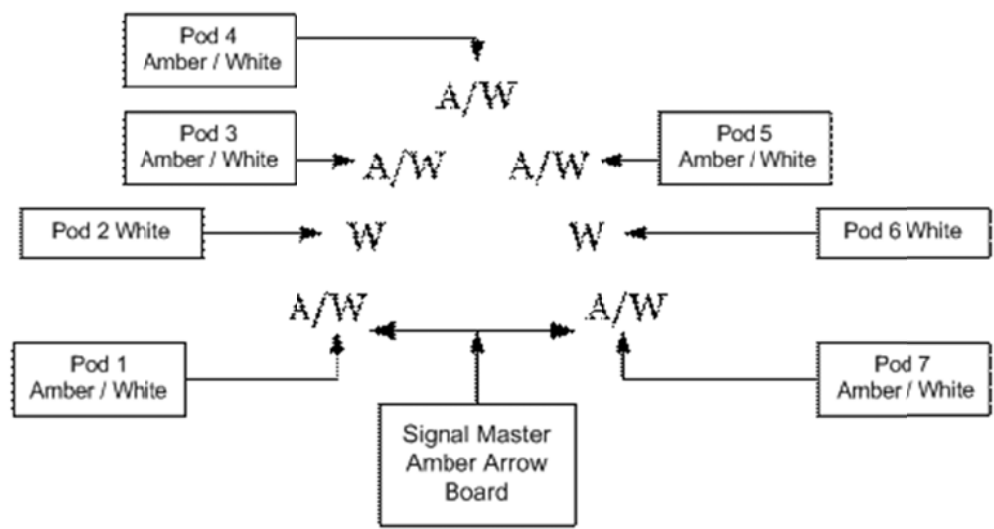 Pod 4
Amber / White
A/W
Pod 3
Amber / White
A/W
A/W
Pod 5
Amber / White
Pod 2 White
W
W
Pod 6 White
A/W
A/W
Pod 1
Amber / White
Pod 7
Amber / White
Signal Master
Amber Arrow
Board